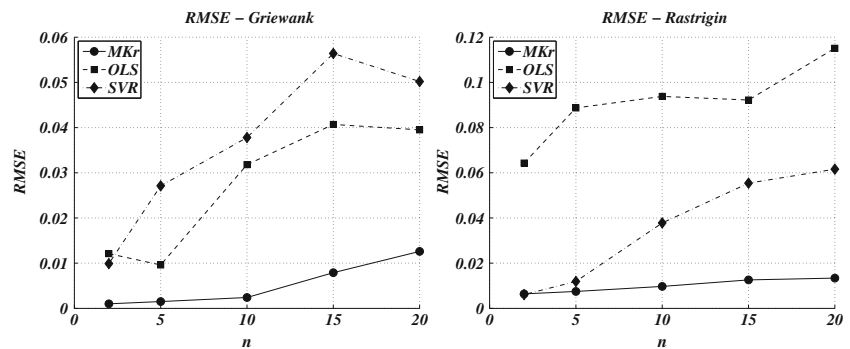 RMSE – Griewank
MKr
OLS
SVR
0.06
0.05
0.04
0.03
0.02
0.01
0
RMSE
0 5 10 15 20
n
RMSE – Rastrigin
MKr
OLS
SVR
0.12
0.1
0.08
0.06
0.04
0.02
0
RMSE
0 5 10 15 20
n